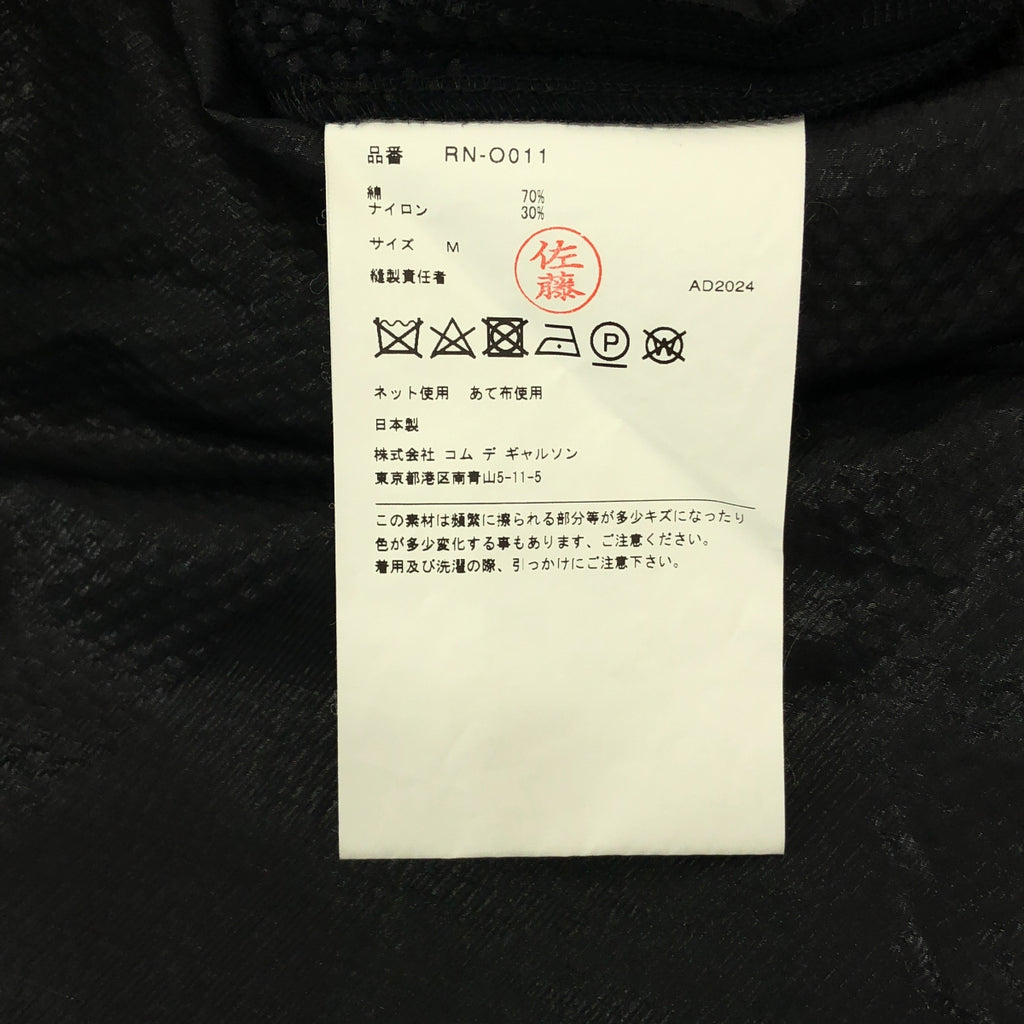 品番 RN-O011
綿 70%
ナイロン 30%
サイズ M
縫製責任者 佐藤 AD2024
P W
ネット使用 あて布使用
日本製
株式会社 コム デ ギャルソン
東京都港区南青山5-11-5
この素材は頻繁に擦られる部分等が多少キズになったり
色が多少変化する事もあります、ご注意ください。
着用及び洗濯の際、引っかけにご注意下さい。